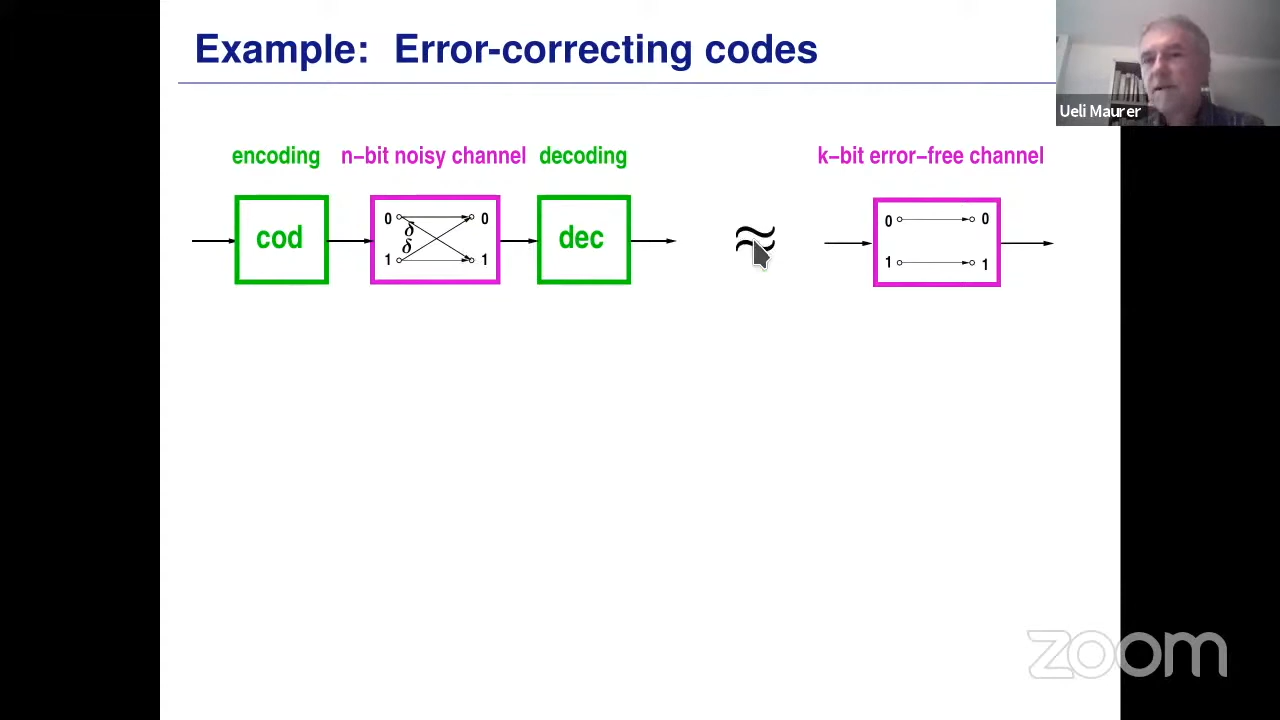 Example: Error-correcting codes
Ueli Maurer
encoding n-bit noisy channel decoding k-bit error-free channel
cod 0 δ δ 1 0 1 dec ≈ 0 1 0 1
zoom